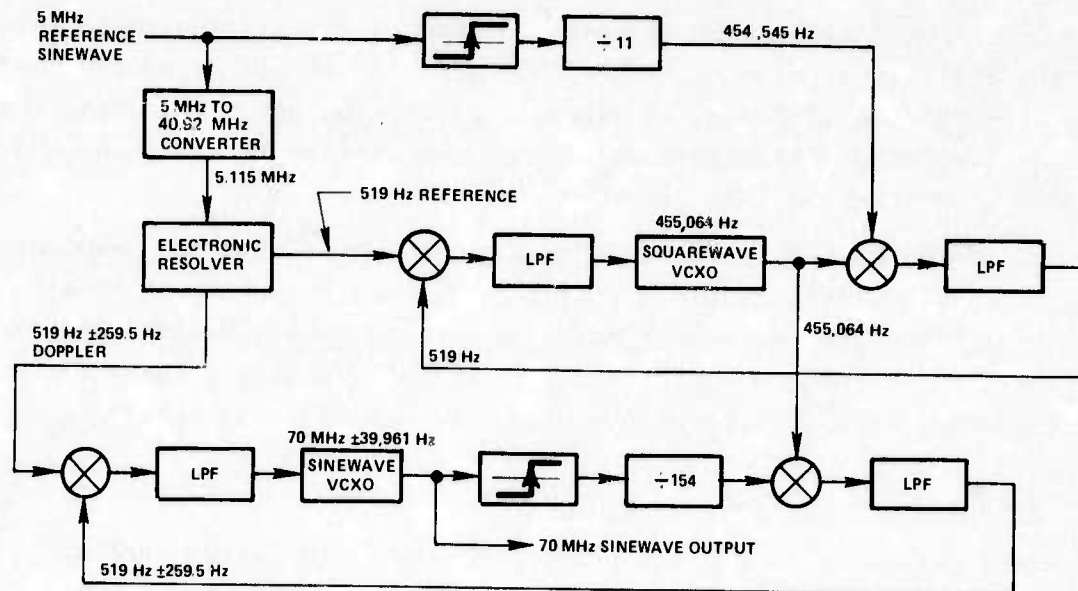 5 MHz
REFERENCE
SINEWAVE
÷11
454,545 Hz
5 MHz TO
40.92 MHz
CONVERTER
5.115 MHz
519 Hz REFERENCE
ELECTRONIC
RESOLVER
LPF
455,064 Hz
SQUAREWAVE
VCXO
LPF
519 Hz ±259.5 Hz
DOPPLER
519 Hz
455,064 Hz
70 MHz ±39,961 Hz
LPF
SINEWAVE
VCXO
÷154
LPF
70 MHz SINEWAVE OUTPUT
519 Hz ±259.5 Hz